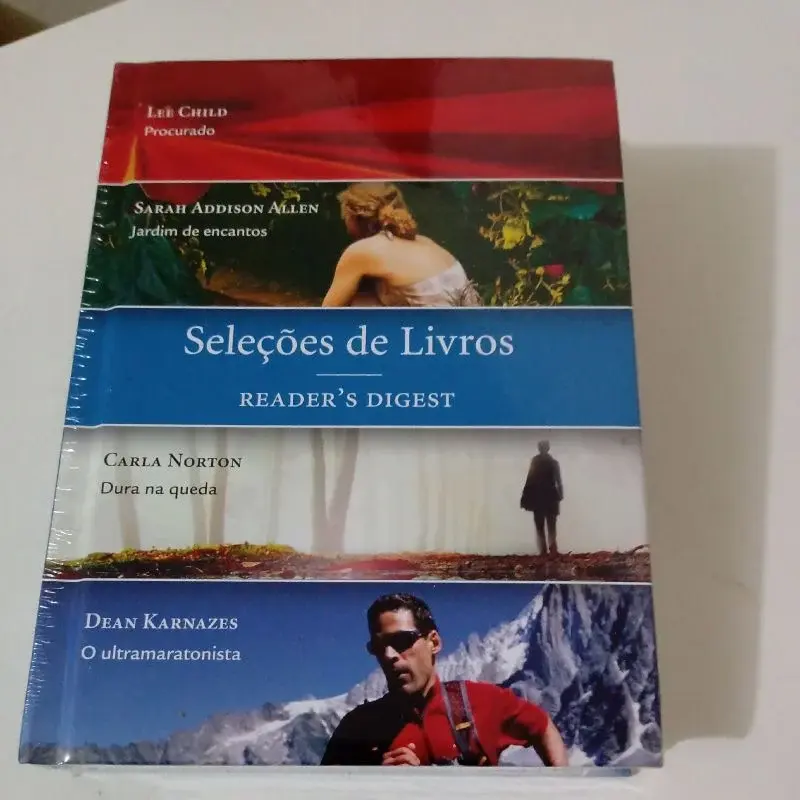 Lee Child
Procurado
Sarah Addison Allen
Jardim de encantos
Seleções de Livros
READER'S DIGEST
Carla Norton
Dura na queda
Dean Karnazes
O ultramaratonista